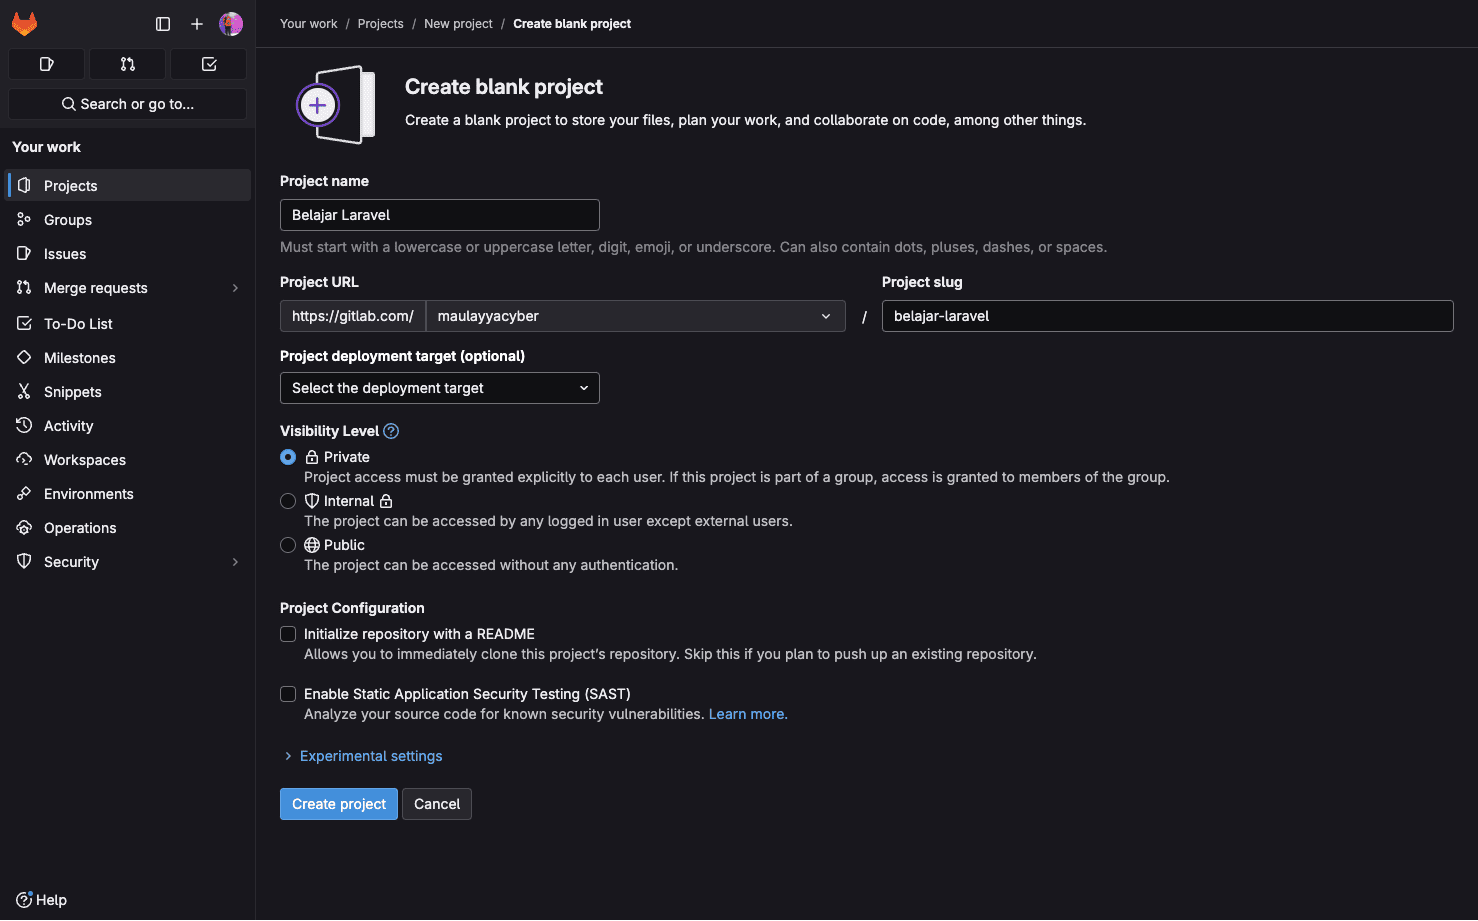 Your work / Projects / New project / Create blank project
Search or go to...
Your work
Projects
Groups
Issues
Merge requests
To-Do List
Milestones
Snippets
Activity
Workspaces
Environments
Operations
Security
Help
Create blank project
Create a blank project to store your files, plan your work, and collaborate on code, among other things.
Project name
Belajar Laravel
Must start with a lowercase or uppercase letter, digit, emoji, or underscore. Can also contain dots, pluses, dashes, or spaces.
Project URL
Project slug
https://gitlab.com/ maulayyacyber / belajar-laravel
Project deployment target (optional)
Select the deployment target
Visibility Level
Private
Project access must be granted explicitly to each user. If this project is part of a group, access is granted to members of the group.
Internal
The project can be accessed by any logged in user except external users.
Public
The project can be accessed without any authentication.
Project Configuration
Initialize repository with a README
Allows you to immediately clone this project's repository. Skip this if you plan to push up an existing repository.
Enable Static Application Security Testing (SAST)
Analyze your source code for known security vulnerabilities. Learn more.
Experimental settings
Create project
Cancel